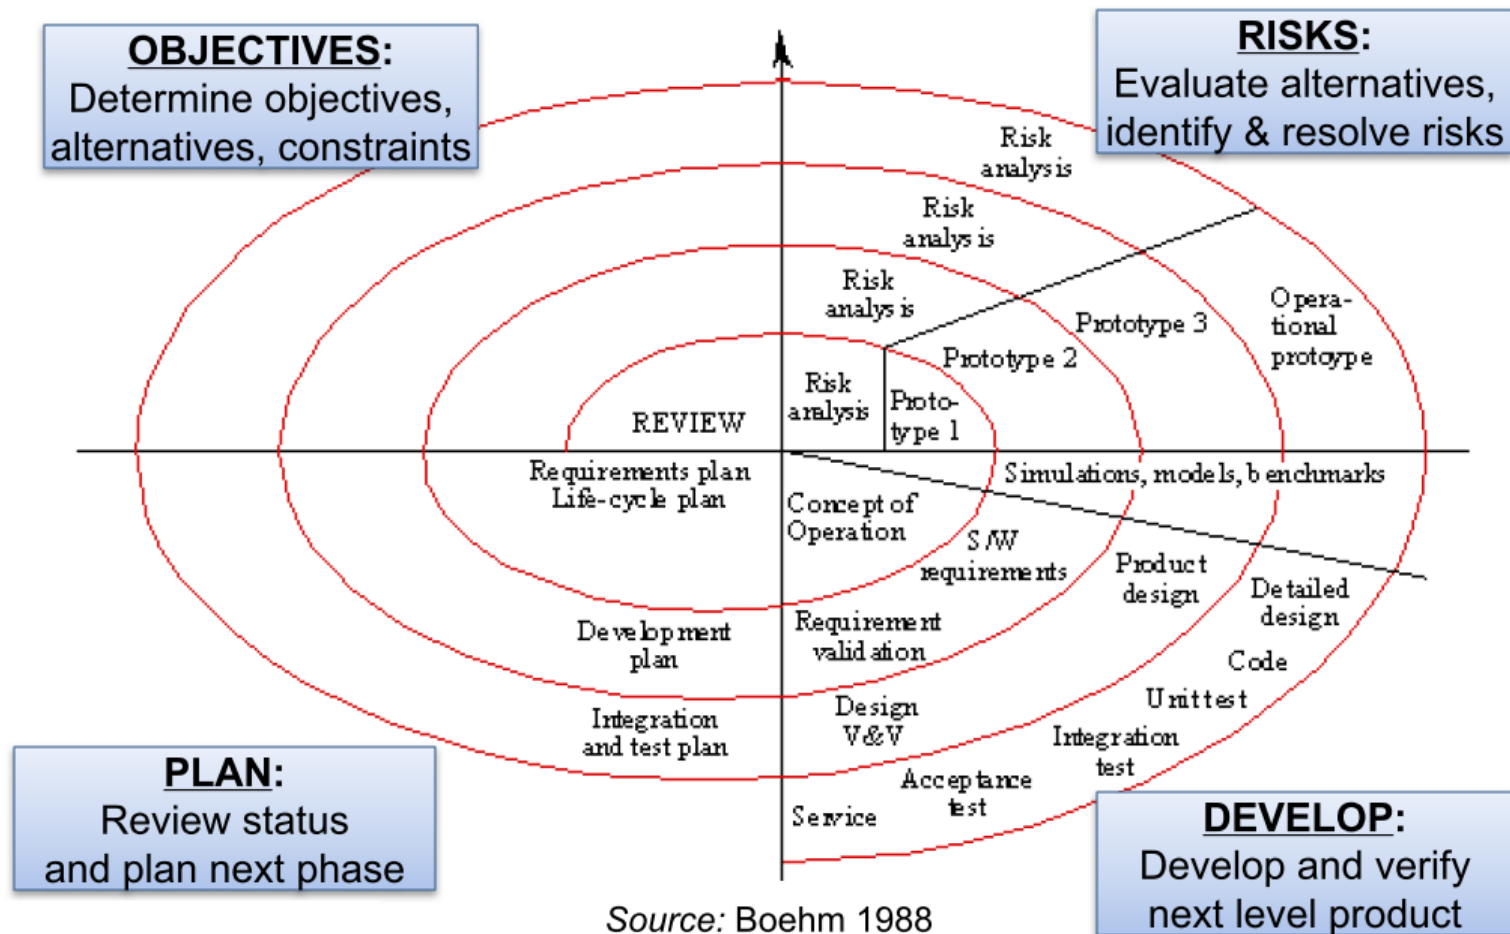 OBJECTIVES:
Determine objectives,
alternatives, constraints
RISKS:
Evaluate alternatives,
identify & resolve risks
Risk
analysis
Risk
analysis
Risk
analysis
Risk
analysis
Proto-
type 1
Prototype 2
Prototype 3
Opera-
tional
protoype
REVIEW
Requirements plan
Life-cycle plan
Concept of
Operation
Simulations, models, benchmarks
S/W
requirements
Product
design
Detailed
design
Development
plan
Requirement
validation
Code
Unit test
Integration
and test plan
Design
V&V
Integration
test
Acceptance
test
Service
PLAN:
Review status
and plan next phase
DEVELOP:
Develop and verify
next level product
Source: Boehm 1988